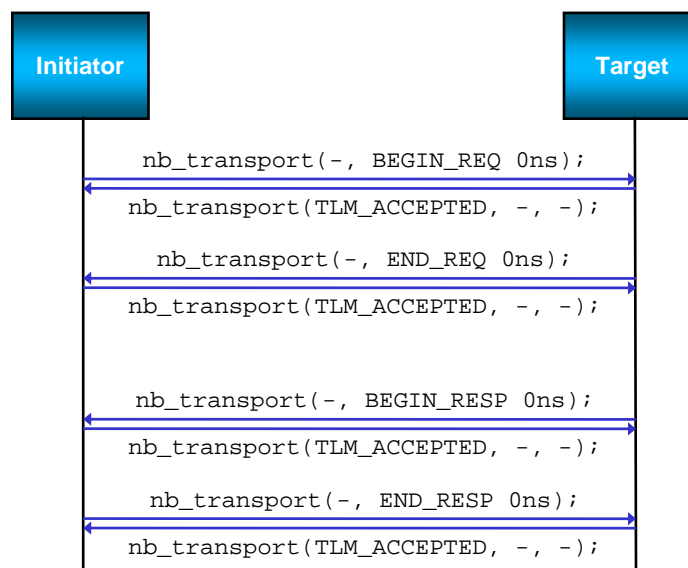 Initiator
Target
nb_transport(-, BEGIN_REQ 0ns);
nb_transport(TLM_ACCEPTED, -, -);
nb_transport(-, END_REQ 0ns);
nb_transport(TLM_ACCEPTED, -, -);
nb_transport(-, BEGIN_RESP 0ns);
nb_transport(TLM_ACCEPTED, -, -);
nb_transport(-, END_RESP 0ns);
nb_transport(TLM_ACCEPTED, -, -);